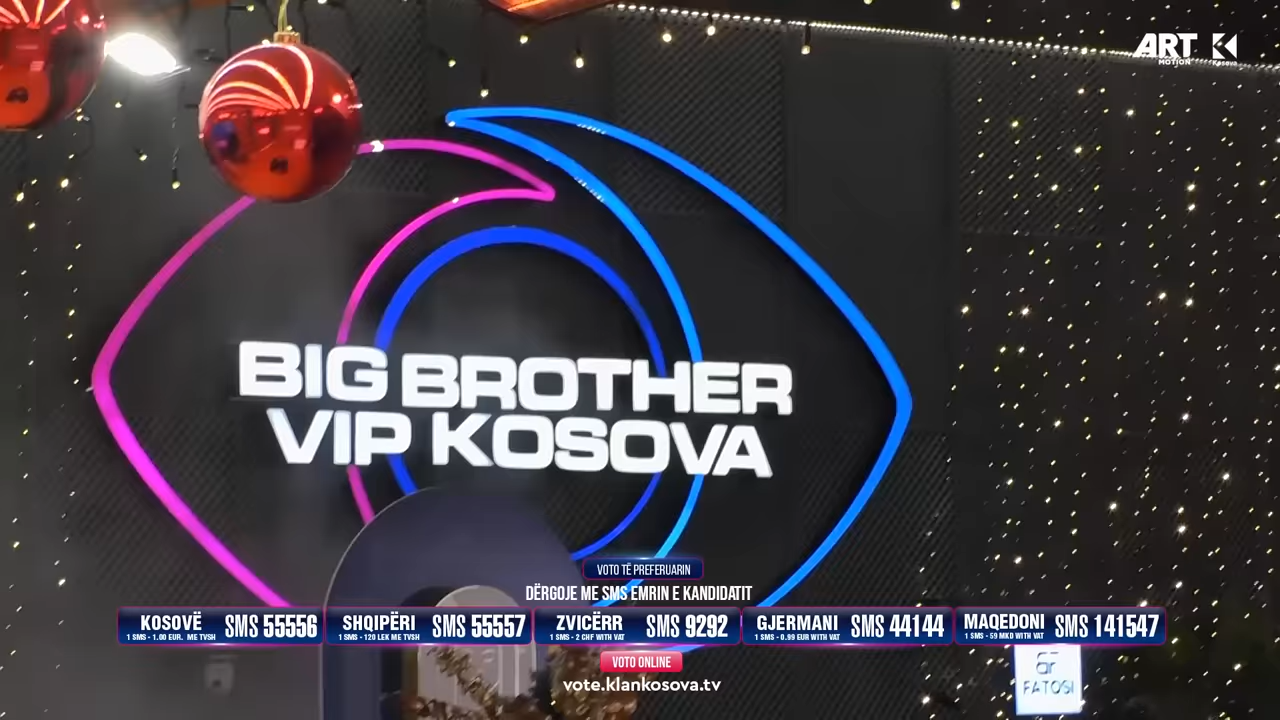 ART
MOTION
Kosova
BIG BROTHER
VIP KOSOVA
VOTO TË PREFERUARIN
DËRGOJE ME SMS EMRIN E KANDIDATIT
KOSOVË SMS 55556
1 SMS - 1.00 EUR. ME TVSH
SHQIPËRI SMS 55557
1 SMS - 120 LEK ME TVSH
ZVICËRR SMS 9292
1 SMS - 2 CHF WITH VAT
GJERMANI SMS 44144
1 SMS - 0.99 EUR WITH VAT
MAQEDONI SMS 141547
1 SMS - 59 MKD WITH VAT
VOTO ONLINE
vote.klankosova.tv
FATOSI